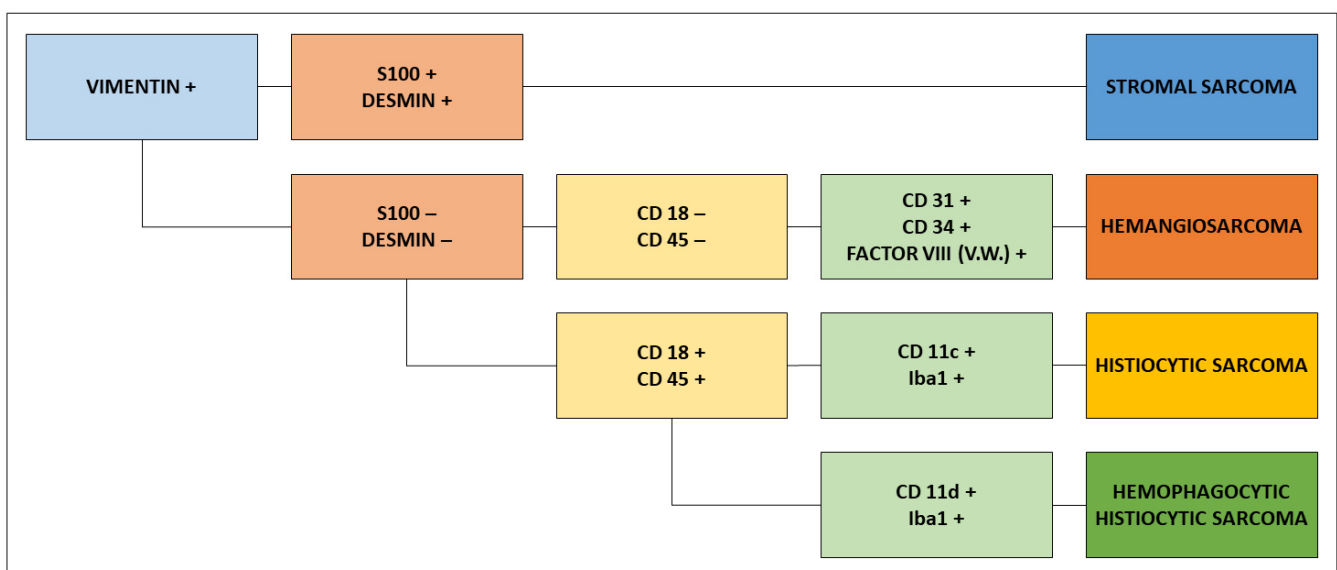 VIMENTIN +
S100 +
DESMIN +
STROMAL SARCOMA
S100 –
DESMIN –
CD 18 –
CD 45 –
CD 31 +
CD 34 +
FACTOR VIII (V.W.) +
HEMANGIOSARCOMA
CD 18 +
CD 45 +
CD 11c +
Iba1 +
HISTIOCYTIC SARCOMA
CD 11d +
Iba1 +
HEMOPHAGOCYTIC
HISTIOCYTIC SARCOMA